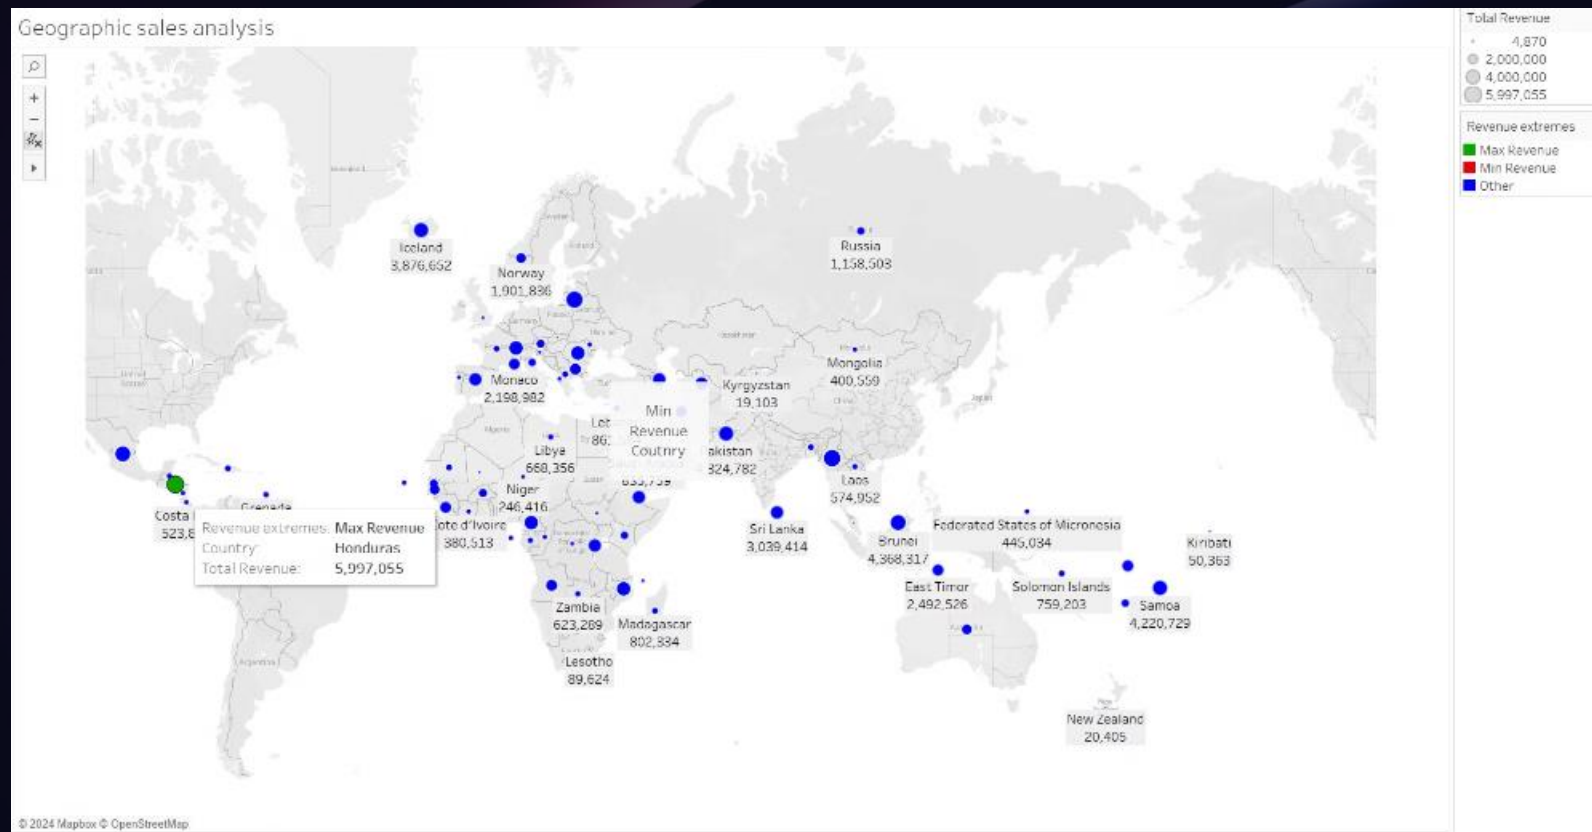 Geographic sales analysis
Total Revenue
4,870
2,000,000
4,000,000
5,997,055
Revenue extremes
Max Revenue
Min Revenue
Other
Iceland
3,876,652
Norway
1,901,836
Russia
1,158,503
Monaco
2,198,982
Mongolia
400,559
Kyrgyzstan
19,103
Min
Revenue
Coutnry
Leb
861
Libya
668,356
akistan
324,782
Laos
574,952
Niger
246,416
Grenada
Costa
523,8
Revenue extremes: Max Revenue
Country: Honduras
Total Revenue: 5,997,055
ote d'Ivoire
380,513
Sri Lanka
3,039,414
Brunei
4,368,317
Federated States of Micronesia
445,034
Kiribati
50,363
East Timor
2,492,526
Solomon Islands
759,203
Samoa
4,220,729
Zambia
623,289
Madagascar
802,334
Lesotho
89,624
New Zealand
20,405
© 2024 Mapbox © OpenStreetMap